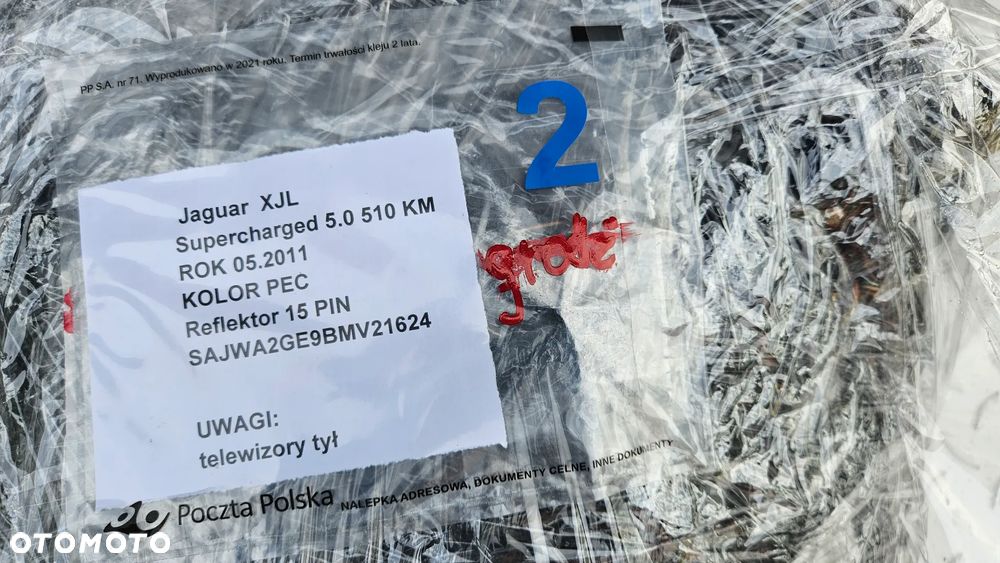 PP S.A. nr 71. Wyprodukowano w 2021 roku. Termin trwałości kleju 2 lata.
2
Jaguar XJL
Supercharged 5.0 510 KM
ROK 05.2011
KOLOR PEC
Reflektor 15 PIN
SAJWA2GE9BMV21624
grodź
UWAGI:
telewizory tył
Poczta Polska NALEPKA ADRESOWA, DOKUMENTY CELNE, INNE DOKUMENTY
OTOMOTO